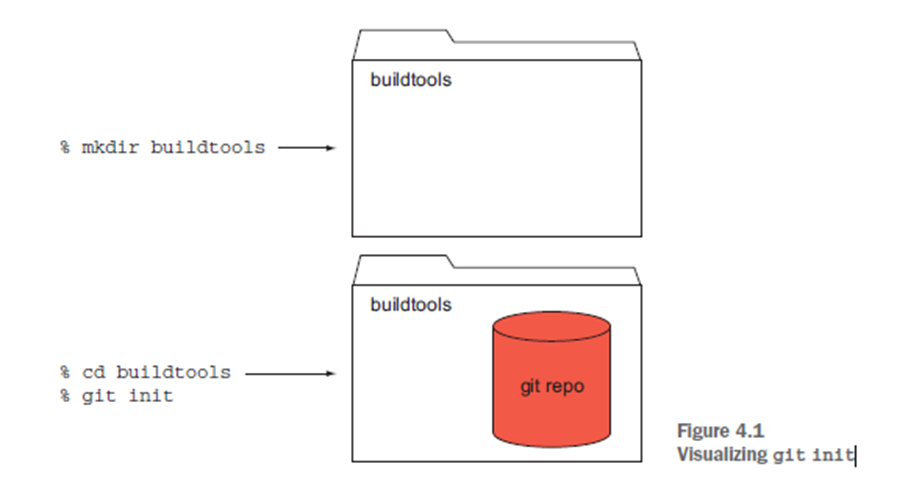 buildtools
% mkdir buildtools
buildtools
% cd buildtools
% git init
git repo
Figure 4.1
Visualizing git init